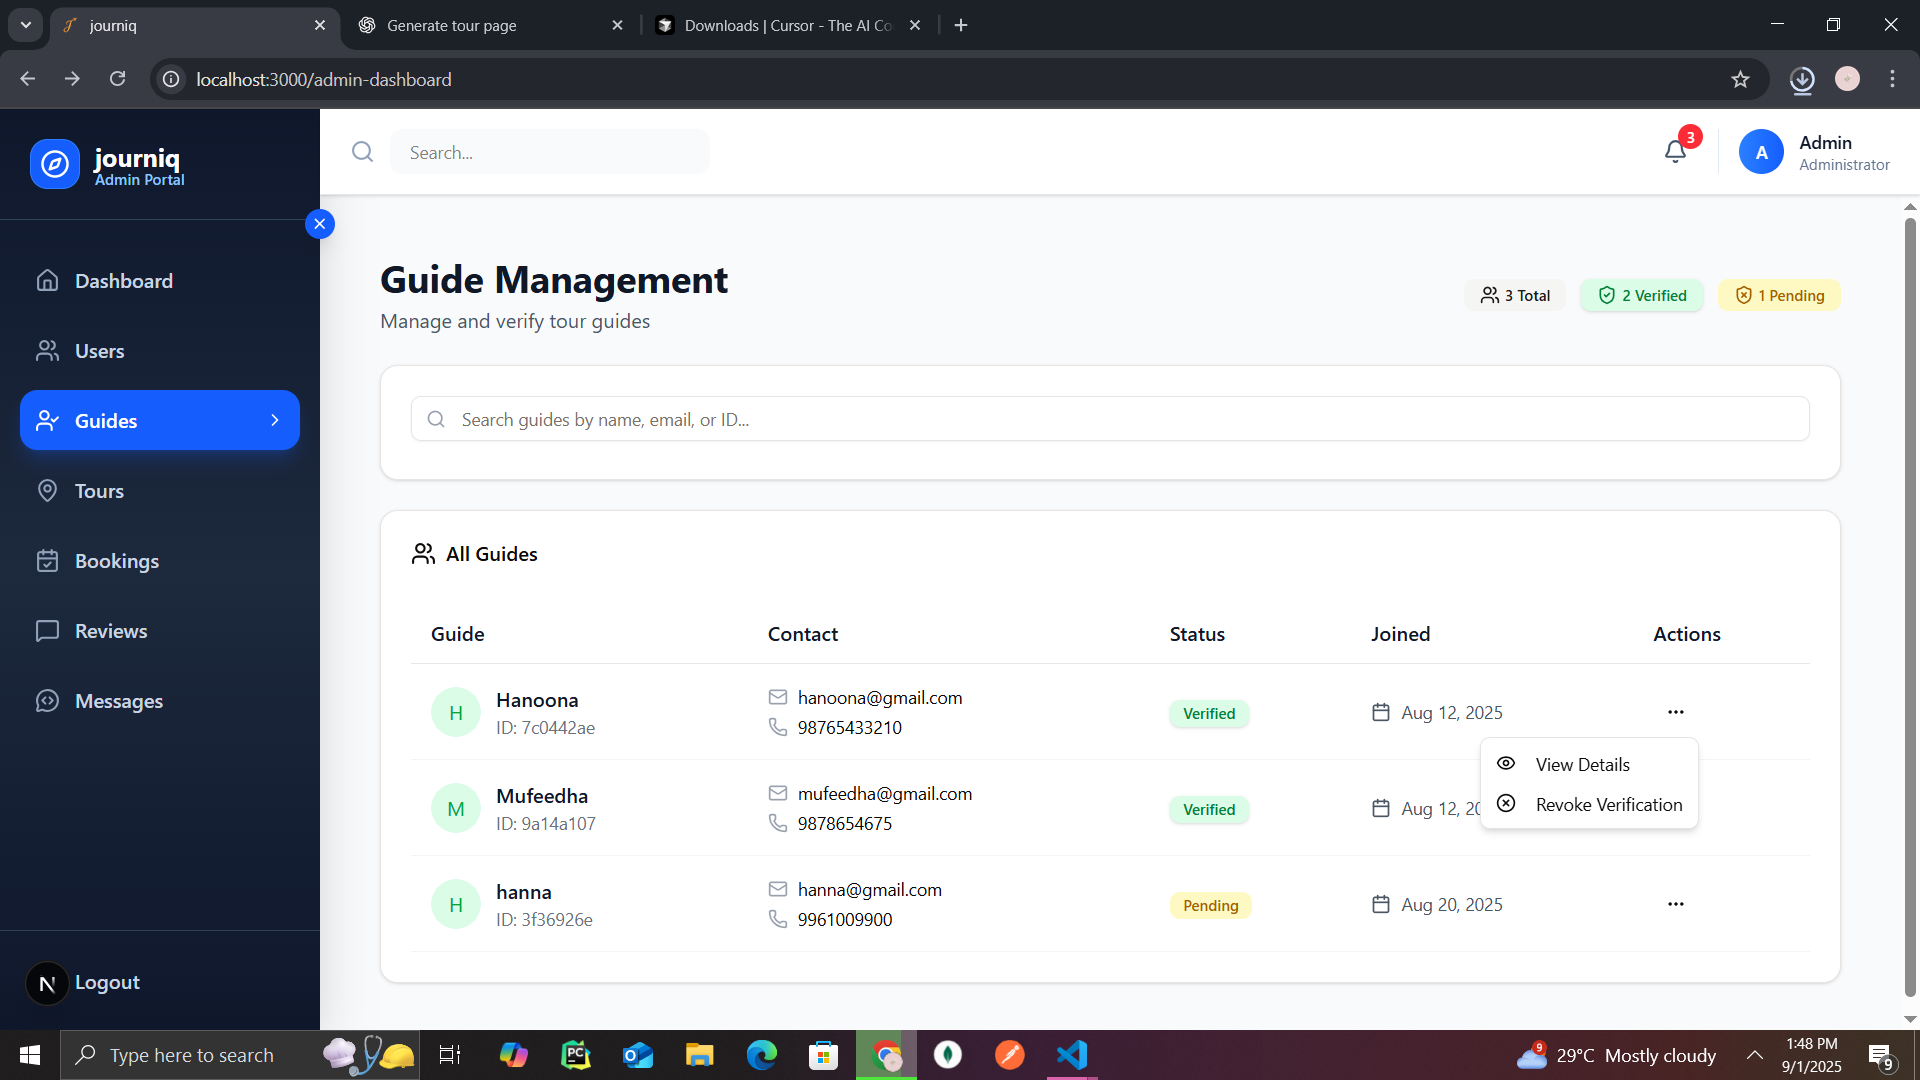 journiq
Generate tour page
Downloads | Cursor - The AI Co
localhost:3000/admin-dashboard
journiq
Admin Portal
Search...
3
A
Admin
Administrator
Dashboard
Users
Guides
Tours
Bookings
Reviews
Messages
N
Logout
Guide Management
Manage and verify tour guides
3 Total
2 Verified
1 Pending
Search guides by name, email, or ID...
All Guides
Guide Contact Status Joined Actions
H
Hanoona
ID: 7c0442ae
hanoona@gmail.com
98765433210
Verified
Aug 12, 2025
View Details
Revoke Verification
M
Mufeedha
ID: 9a14a107
mufeedha@gmail.com
9878654675
Verified
Aug 12, 20
H
hanna
ID: 3f36926e
hanna@gmail.com
9961009900
Pending
Aug 20, 2025
Type here to search
PC
9
29°C Mostly cloudy
1:48 PM
9/1/2025
9